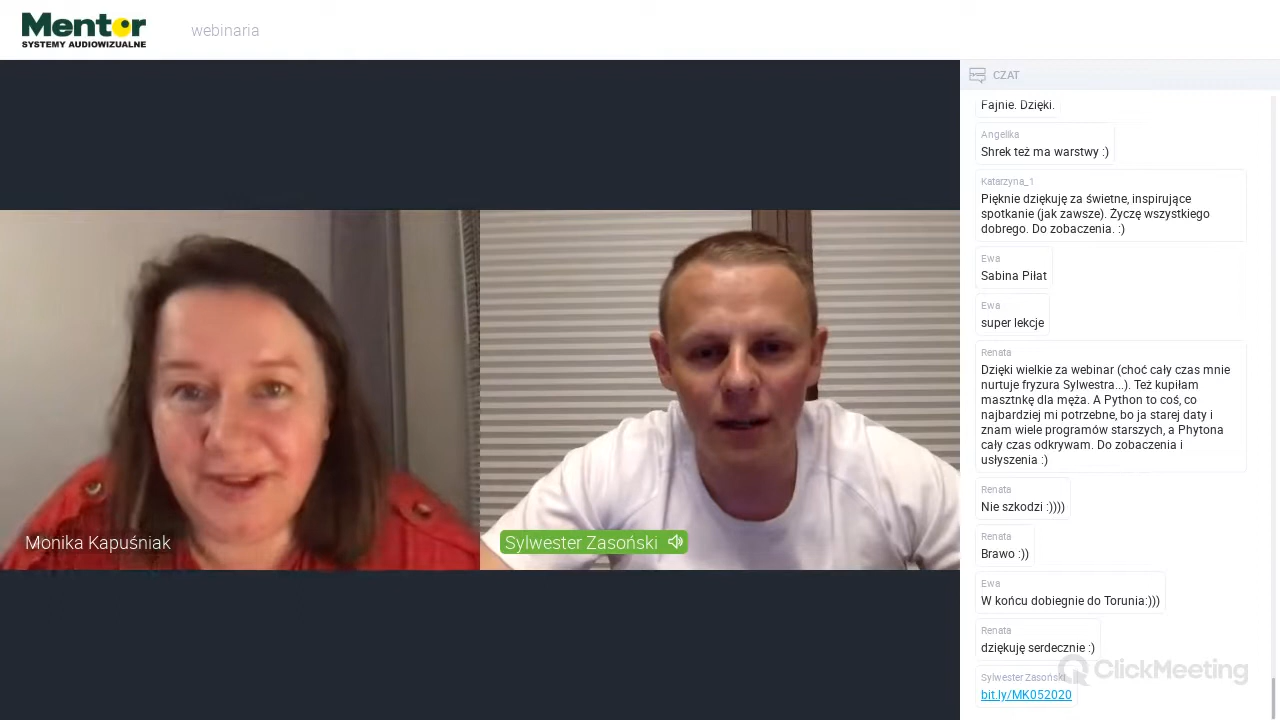 Mentor
SYSTEMY AUDIOWIZUALNE
webinaria
Monika Kapuśniak
Sylwester Zasoński
CZAT
Fajnie. Dzięki.
Angelika
Shrek też ma warstwy :)
Katarzyna_1
Pięknie dziękuję za świetne, inspirujące
spotkanie (jak zawsze). Życzę wszystkiego
dobrego. Do zobaczenia. :)
Ewa
Sabina Piłat
Ewa
super lekcje
Renata
Dzięki wielkie za webinar (choć cały czas mnie
nurtuje fryzura Sylwestra...). Też kupiłam
masztnkę dla męża. A Python to coś, co
najbardziej mi potrzebne, bo ja starej daty i
znam wiele programów starszych, a Phytona
cały czas odkrywam. Do zobaczenia i
usłyszenia :)
Renata
Nie szkodzi :))))
Renata
Brawo :))
Ewa
W końcu dobiegnie do Torunia:)))
Renata
dziękuję serdecznie :)
ClickMeeting
Sylwester Zasoński
bit.ly/MK052020